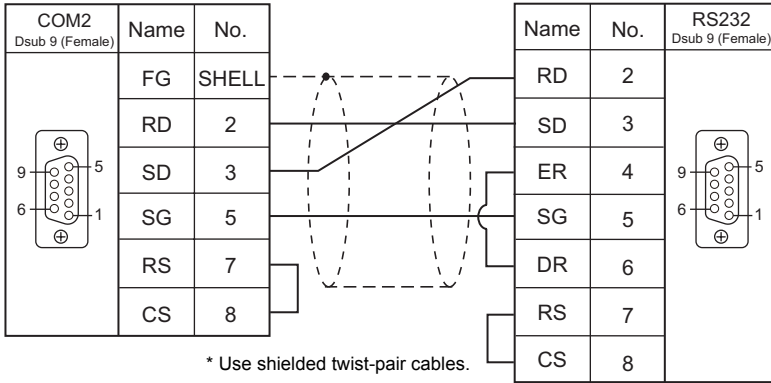 COM2
Dsub 9 (Female)
Name No.
FG SHELL
RD 2
SD 3
SG 5
RS 7
CS 8
9 5
6 1
RS232
Dsub 9 (Female)
Name No.
RD 2
SD 3
ER 4
SG 5
DR 6
RS 7
CS 8
9 5
6 1
* Use shielded twist-pair cables.